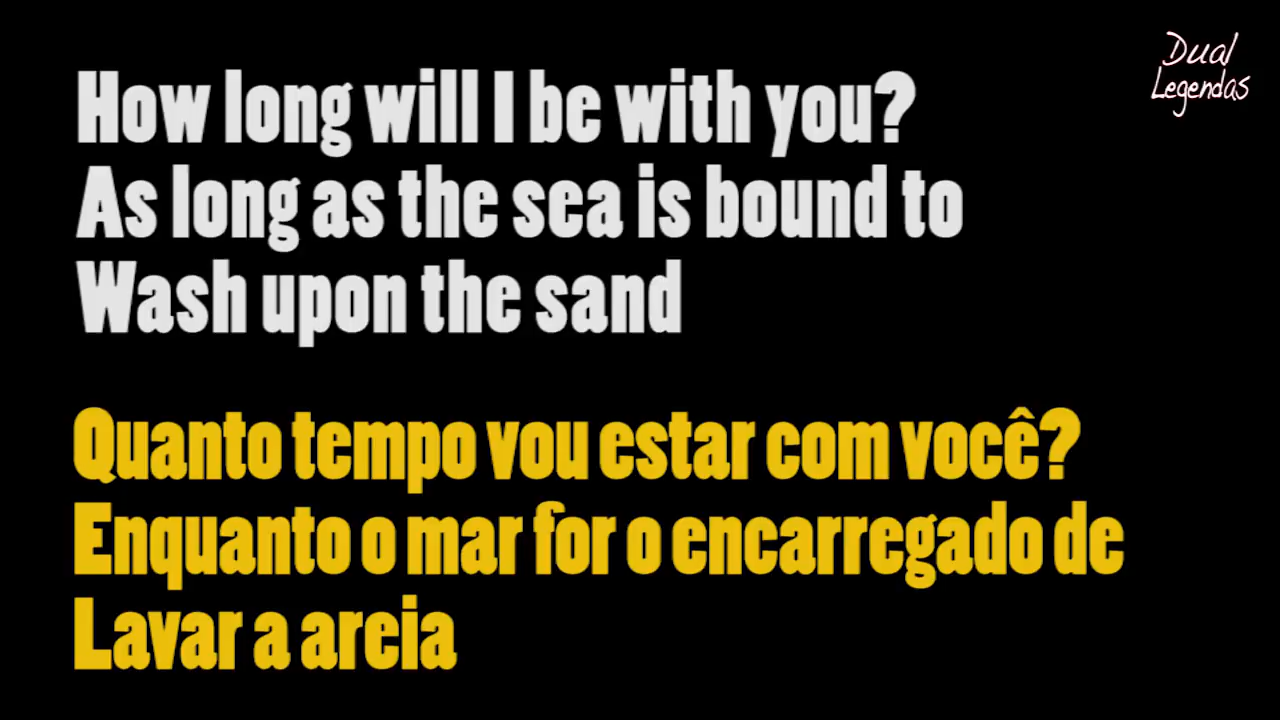 Dual
Legendas
How long will I be with you?
As long as the sea is bound to
Wash upon the sand
Quanto tempo vou estar com você?
Enquanto o mar for o encarregado de
Lavar a areia